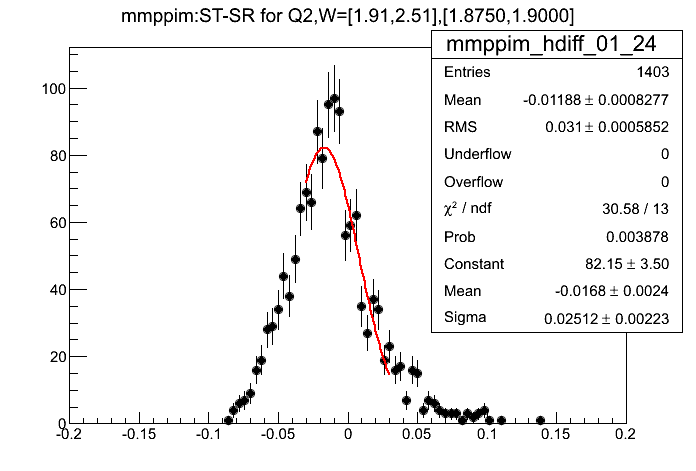 mmppim:ST-SR for Q2,W=[1.91,2.51],[1.8750,1.9000]
mmppim_hdiff_01_24
Entries 1403
Mean -0.01188 ± 0.0008277
RMS 0.031 ± 0.0005852
Underflow 0
Overflow 0
χ² / ndf 30.58 / 13
Prob 0.003878
Constant 82.15 ± 3.50
Mean -0.0168 ± 0.0024
Sigma 0.02512 ± 0.00223
100
80
60
40
20
0
-0.2 -0.15 -0.1 -0.05 0 0.05 0.1 0.15 0.2